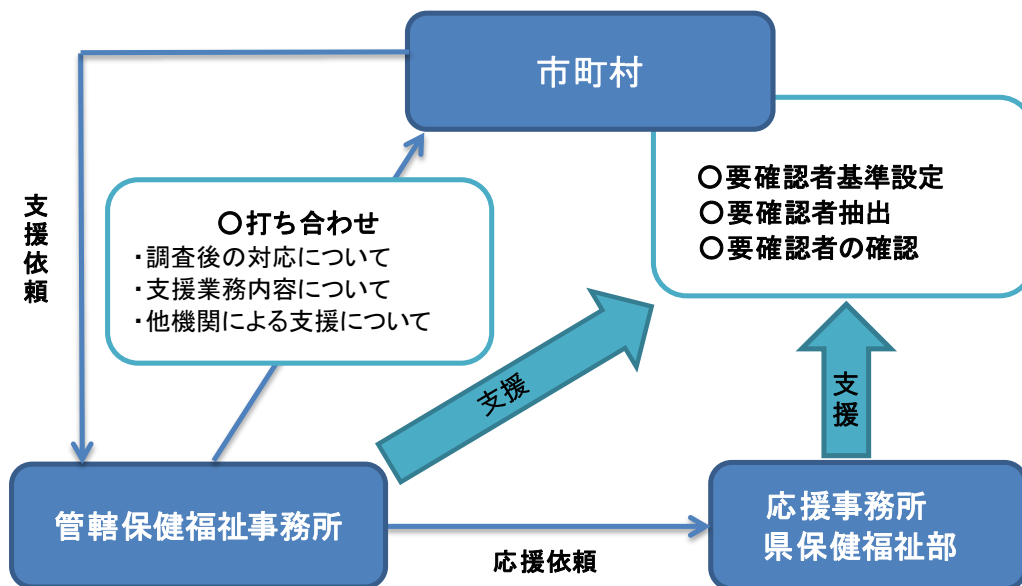 市町村
支援依頼
○打ち合わせ
・調査後の対応について
・支援業務内容について
・他機関による支援について
○要確認者基準設定
○要確認者抽出
○要確認者の確認
支援
支援
管轄保健福祉事務所
応援依頼
応援事務所
県保健福祉部